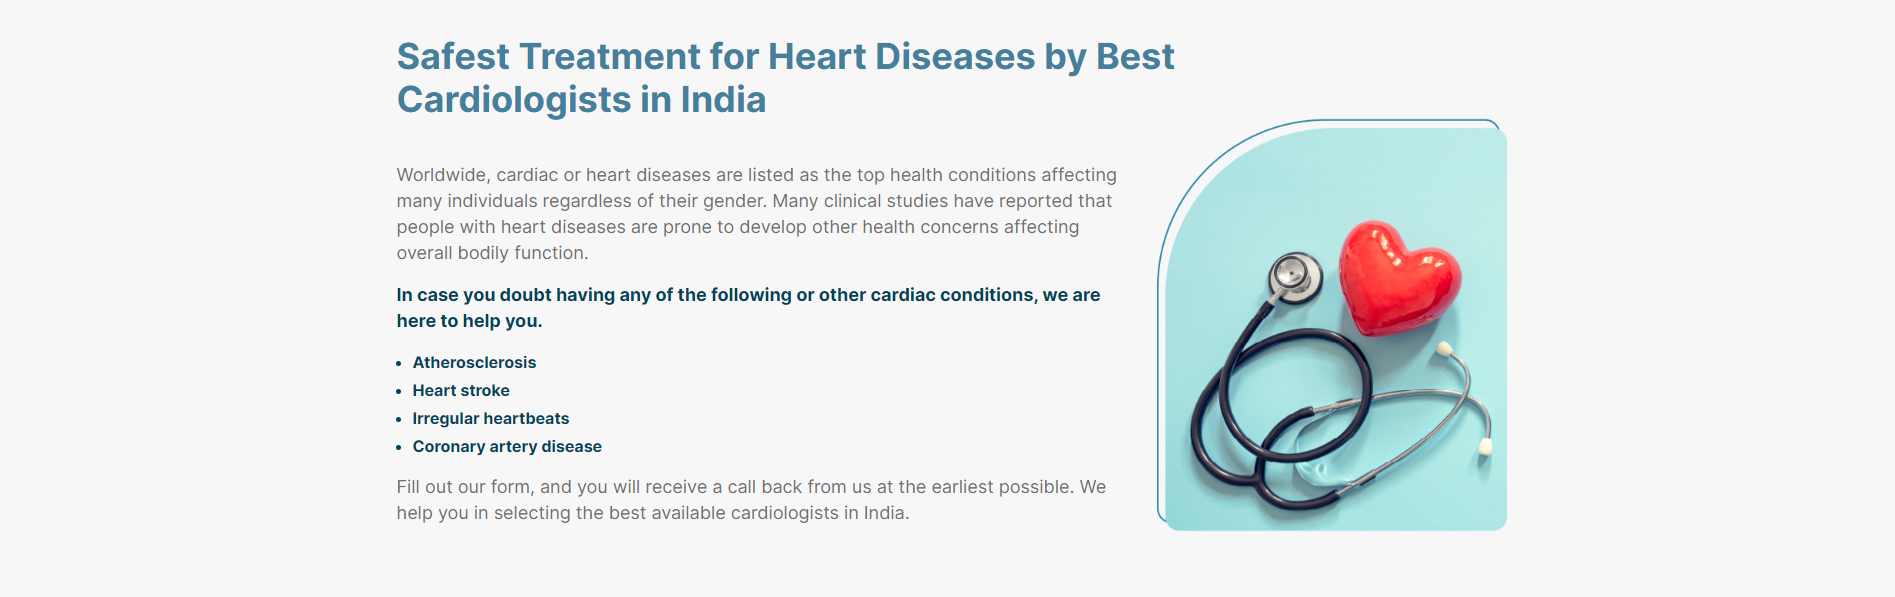 Safest Treatment for Heart Diseases by Best
Cardiologists in India
Worldwide, cardiac or heart diseases are listed as the top health conditions affecting
many individuals regardless of their gender. Many clinical studies have reported that
people with heart diseases are prone to develop other health concerns affecting
overall bodily function.
In case you doubt having any of the following or other cardiac conditions, we are
here to help you.
• Atherosclerosis
• Heart stroke
• Irregular heartbeats
• Coronary artery disease
Fill out our form, and you will receive a call back from us at the earliest possible. We
help you in selecting the best available cardiologists in India.